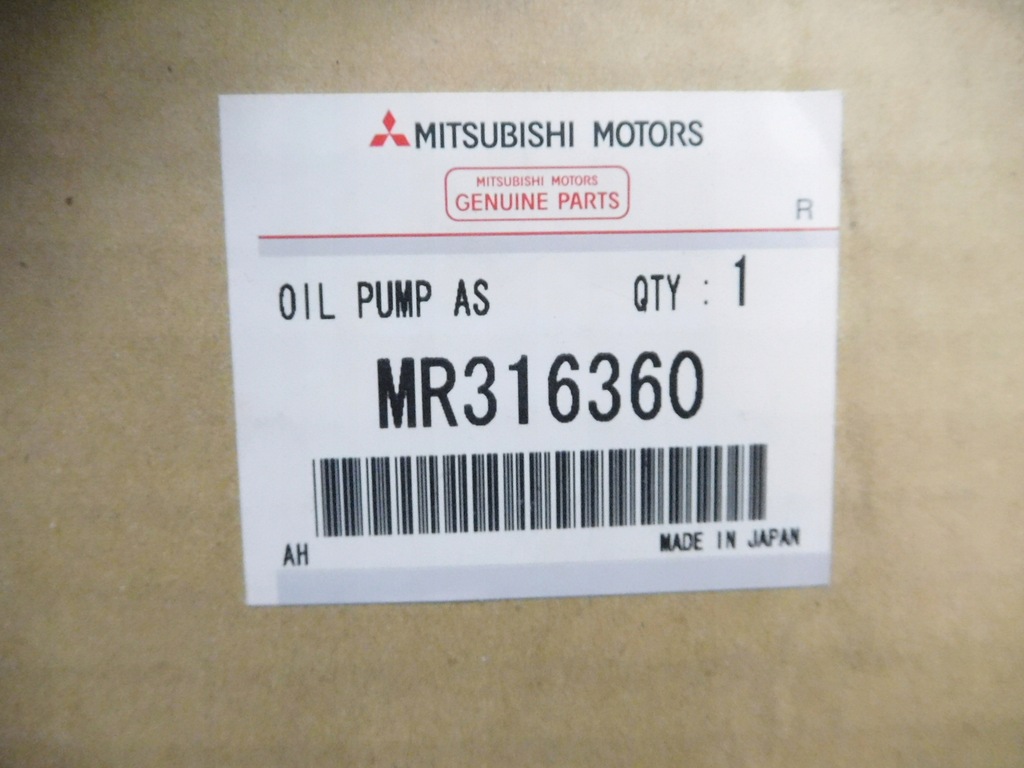 MITSUBISHI MOTORS
MITSUBISHI MOTORS
GENUINE PARTS
R
OIL PUMP AS QTY : 1
MR316360
AH MADE IN JAPAN